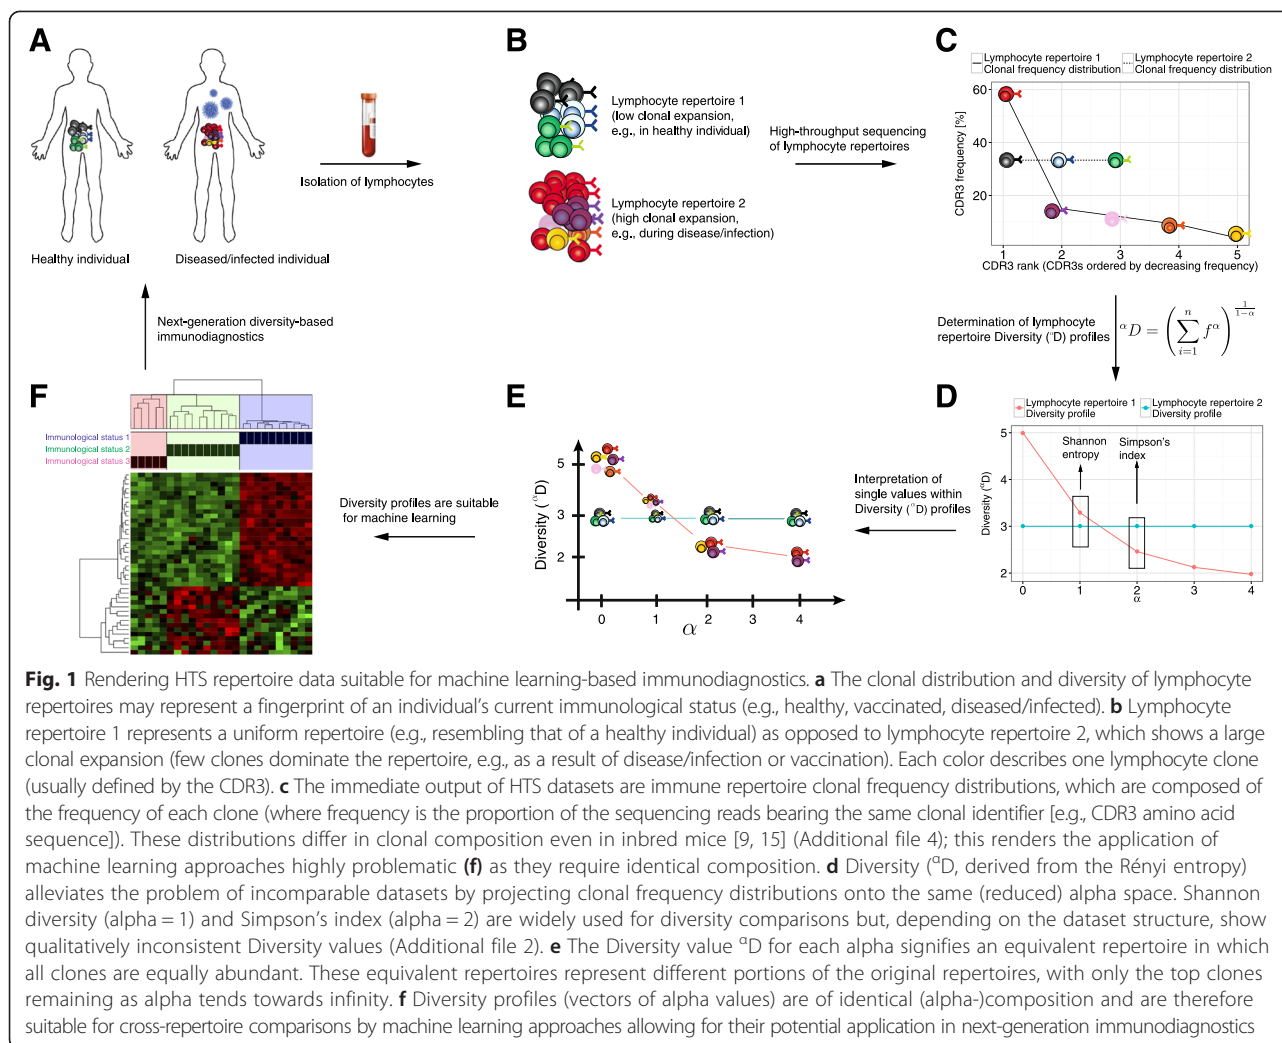 A
Healthy individual
Diseased/infected individual
Isolation of lymphocytes
B
Lymphocyte repertoire 1
(low clonal expansion,
e.g., in healthy individual)
Lymphocyte repertoire 2
(high clonal expansion,
e.g., during disease/infection)
High-throughput sequencing
of lymphocyte repertoires
C
Lymphocyte repertoire 1
Clonal frequency distribution
Lymphocyte repertoire 2
Clonal frequency distribution
CDR3 frequency [%]
60
40
20
1 2 3 4 5
CDR3 rank (CDR3s ordered by decreasing frequency)
Determination of lymphocyte
repertoire Diversity (αD) profiles
αD = (∑ⁿᵢ₌₁ f^α)^(1/(1−α))
D
Lymphocyte repertoire 1
Diversity profile
Lymphocyte repertoire 2
Diversity profile
Shannon
entropy
Simpson's
index
Diversity (αD)
5
4
3
2
0 1 2 3 4
α
Interpretation of
single values within
Diversity (αD) profiles
E
Diversity (αD)
5
3
2
0 1 2 3 4
α
Diversity profiles are suitable
for machine learning
F
Immunological status 1
Immunological status 2
Immunological status 3
Next-generation diversity-based
immunodiagnostics
Fig. 1 Rendering HTS repertoire data suitable for machine learning-based immunodiagnostics. a The clonal distribution and diversity of lymphocyte
repertoires may represent a fingerprint of an individual's current immunological status (e.g., healthy, vaccinated, diseased/infected). b Lymphocyte
repertoire 1 represents a uniform repertoire (e.g., resembling that of a healthy individual) as opposed to lymphocyte repertoire 2, which shows a large
clonal expansion (few clones dominate the repertoire, e.g., as a result of disease/infection or vaccination). Each color describes one lymphocyte clone
(usually defined by the CDR3). c The immediate output of HTS datasets are immune repertoire clonal frequency distributions, which are composed of
the frequency of each clone (where frequency is the proportion of the sequencing reads bearing the same clonal identifier [e.g., CDR3 amino acid
sequence]). These distributions differ in clonal composition even in inbred mice [9, 15] (Additional file 4); this renders the application of
machine learning approaches highly problematic (f) as they require identical composition. d Diversity (αD, derived from the Rényi entropy)
alleviates the problem of incomparable datasets by projecting clonal frequency distributions onto the same (reduced) alpha space. Shannon
diversity (alpha = 1) and Simpson's index (alpha = 2) are widely used for diversity comparisons but, depending on the dataset structure, show
qualitatively inconsistent Diversity values (Additional file 2). e The Diversity value αD for each alpha signifies an equivalent repertoire in which
all clones are equally abundant. These equivalent repertoires represent different portions of the original repertoires, with only the top clones
remaining as alpha tends towards infinity. f Diversity profiles (vectors of alpha values) are of identical (alpha-)composition and are therefore
suitable for cross-repertoire comparisons by machine learning approaches allowing for their potential application in next-generation immunodiagnostics